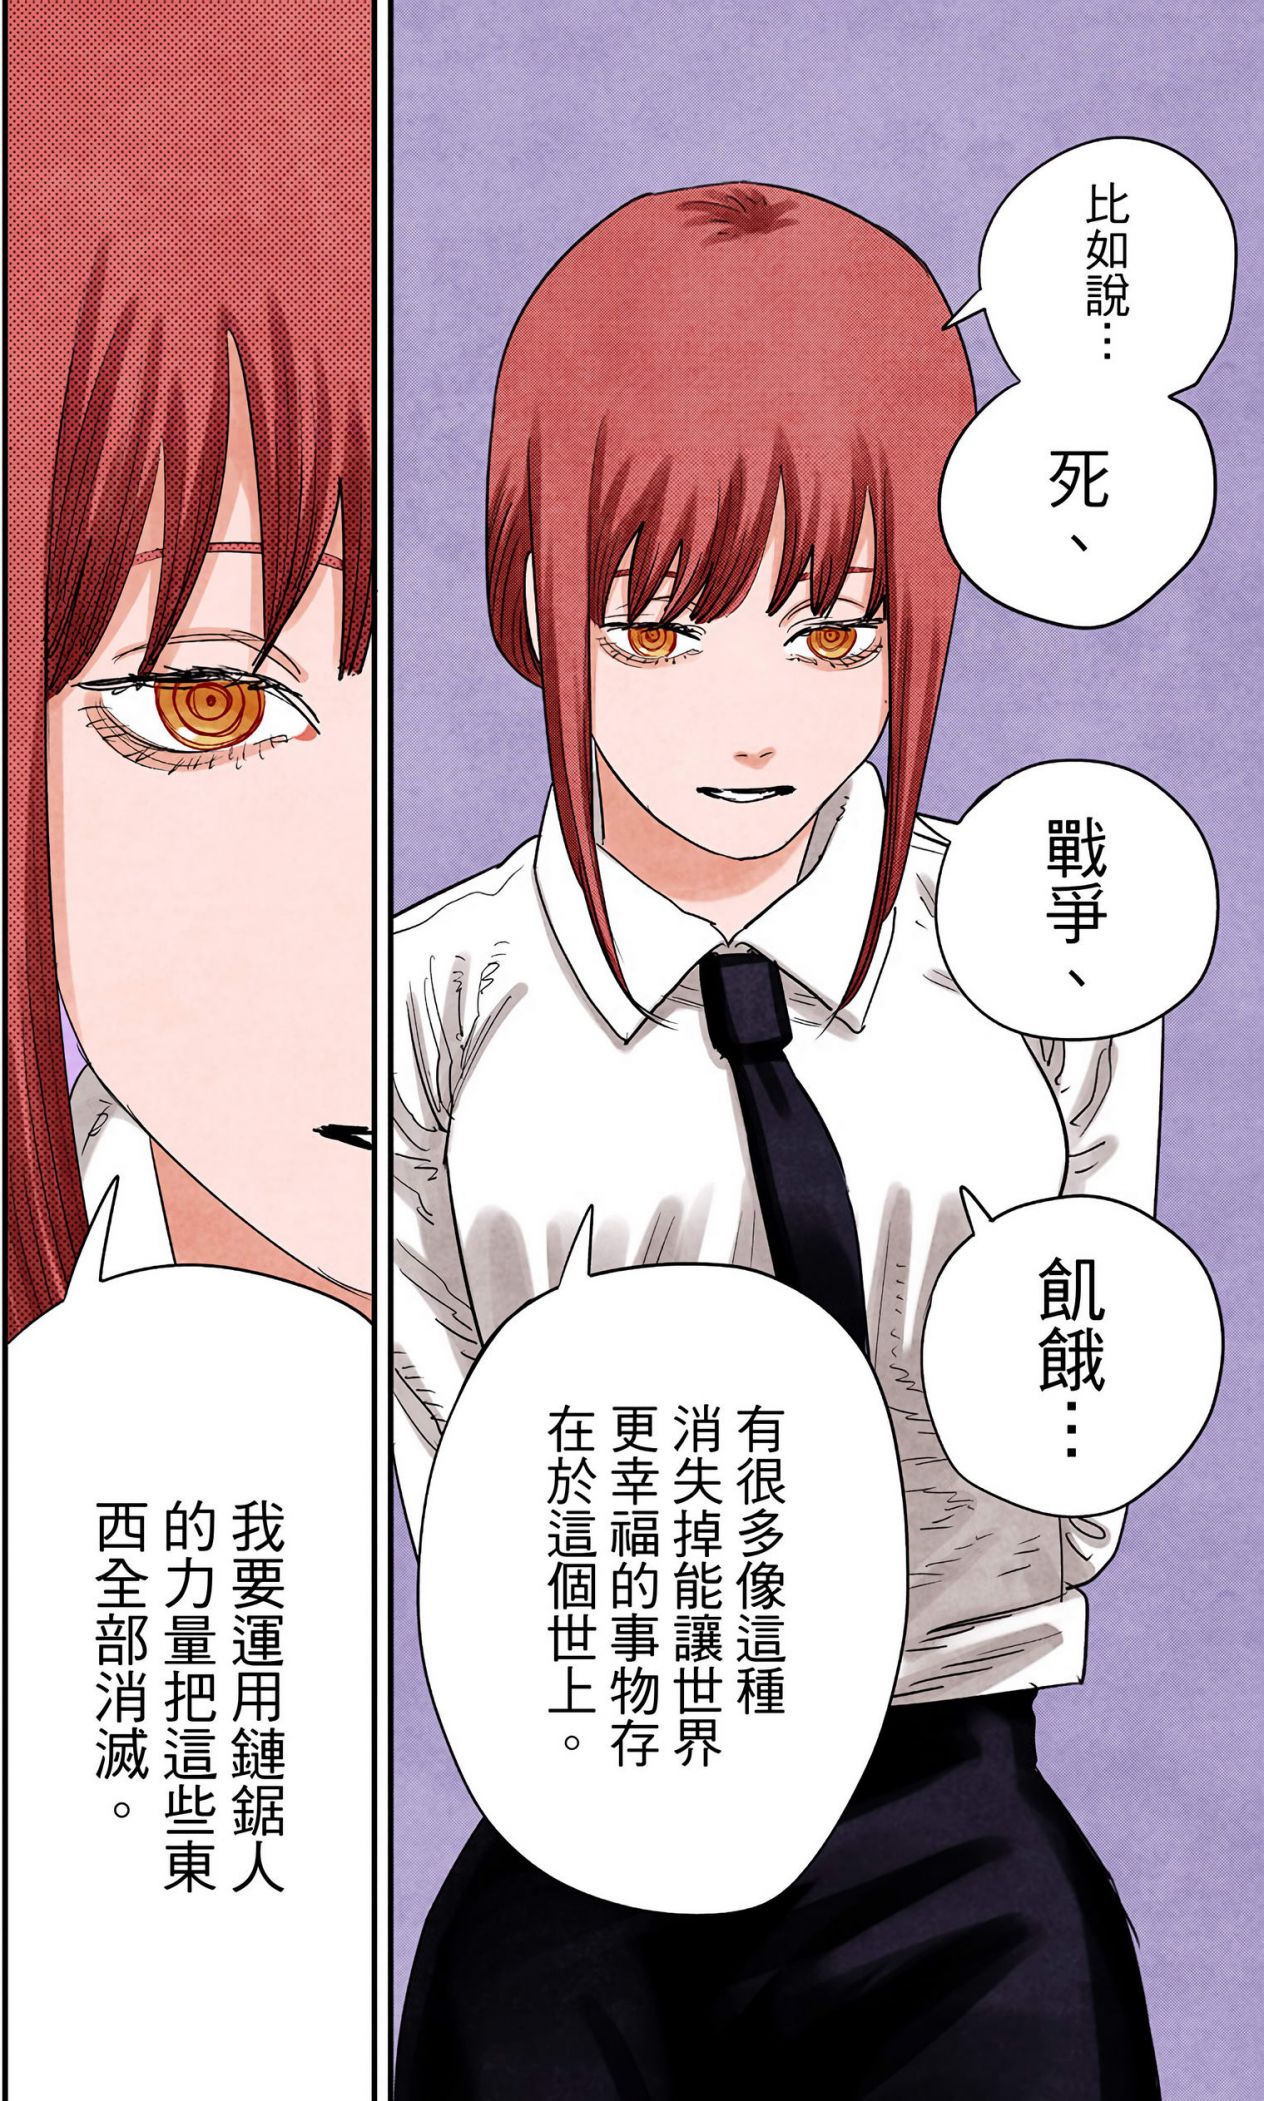 比如說…
死、
戰爭、
飢餓…
有很多像這種
消失掉能讓世界
更幸福的事物存
在於這個世上。
我要運用鏈鋸人
的力量把這些東
西全部消滅。